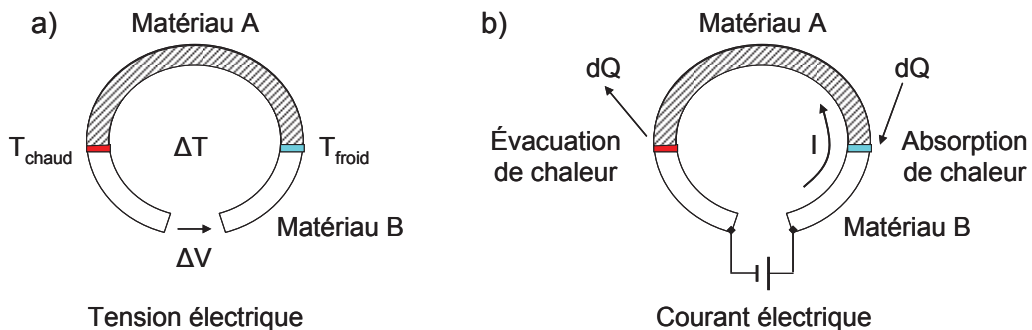 a)
Matériau A
T chaud
ΔT
T froid
Matériau B
ΔV
Tension électrique
b)
Matériau A
dQ
dQ
Évacuation
de chaleur
I
Absorption
de chaleur
Matériau B
Courant électrique